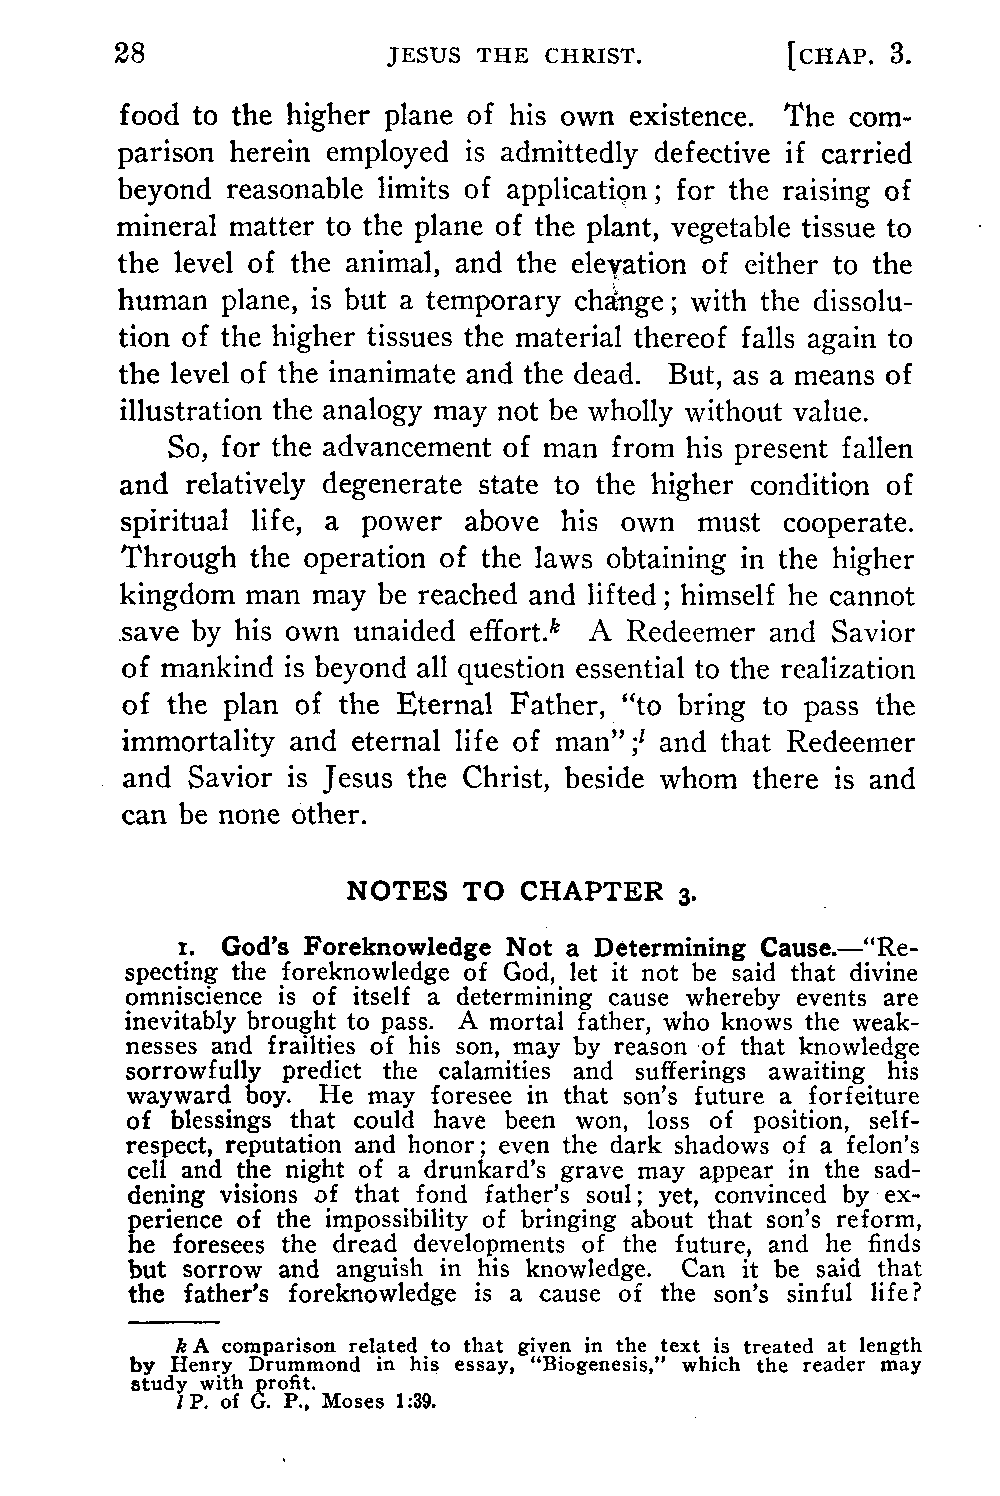 28 JESUS THE CHRIST. [CHAP. 3.
food to the higher plane of his own existence. The com-
parison herein employed is admittedly defective if carried
beyond reasonable limits of application; for the raising of
mineral matter to the plane of the plant, vegetable tissue to
the level of the animal, and the elevation of either to the
human plane, is but a temporary change; with the dissolu-
tion of the higher tissues the material thereof falls again to
the level of the inanimate and the dead. But, as a means of
illustration the analogy may not be wholly without value.
So, for the advancement of man from his present fallen
and relatively degenerate state to the higher condition of
spiritual life, a power above his own must cooperate.
Through the operation of the laws obtaining in the higher
kingdom man may be reached and lifted; himself he cannot
save by his own unaided effort.k A Redeemer and Savior
of mankind is beyond all question essential to the realization
of the plan of the Eternal Father, "to bring to pass the
immortality and eternal life of man";l and that Redeemer
and Savior is Jesus the Christ, beside whom there is and
can be none other.
NOTES TO CHAPTER 3.
1. God's Foreknowledge Not a Determining Cause.—"Re-
specting the foreknowledge of God, let it not be said that divine
omniscience is of itself a determining cause whereby events are
inevitably brought to pass. A mortal father, who knows the weak-
nesses and frailties of his son, may by reason of that knowledge
sorrowfully predict the calamities and sufferings awaiting his
wayward boy. He may foresee in that son's future a forfeiture
of blessings that could have been won, loss of position, self-
respect, reputation and honor; even the dark shadows of a felon's
cell and the night of a drunkard's grave may appear in the sad-
dening visions of that fond father's soul; yet, convinced by ex-
perience of the impossibility of bringing about that son's reform,
he foresees the dread developments of the future, and he finds
but sorrow and anguish in his knowledge. Can it be said that
the father's foreknowledge is a cause of the son's sinful life?
k A comparison related to that given in the text is treated at length
by Henry Drummond in his essay, "Biogenesis," which the reader may
study with profit.
l P. of G. P., Moses 1:39.